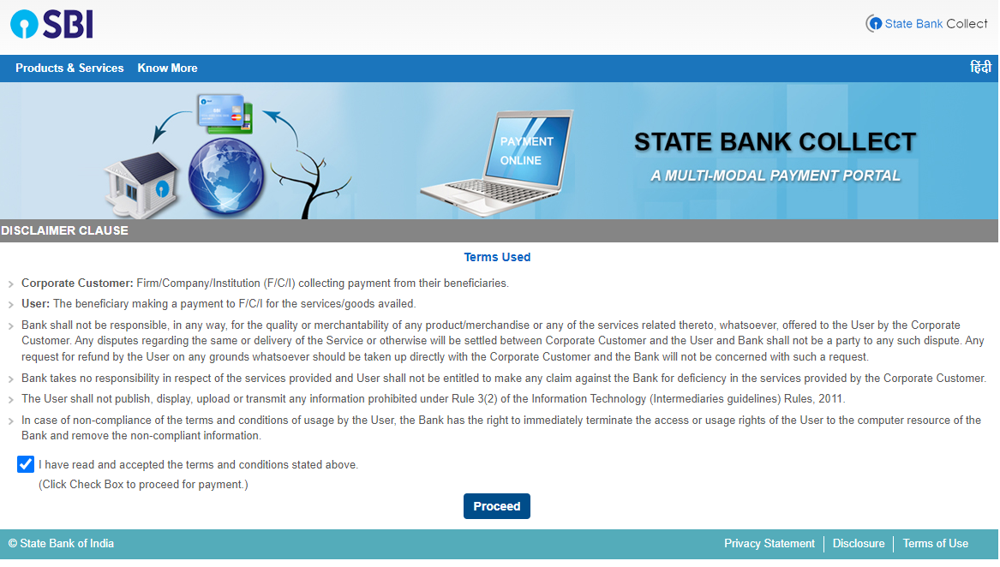 SBI
State Bank Collect
Products & Services Know More हिंदी
PAYMENT
ONLINE
STATE BANK COLLECT
A MULTI-MODAL PAYMENT PORTAL
DISCLAIMER CLAUSE
Terms Used
Corporate Customer: Firm/Company/Institution (F/C/I) collecting payment from their beneficiaries.
User: The beneficiary making a payment to F/C/I for the services/goods availed.
Bank shall not be responsible, in any way, for the quality or merchantability of any product/merchandise or any of the services related thereto, whatsoever, offered to the User by the Corporate
Customer. Any disputes regarding the same or delivery of the Service or otherwise will be settled between Corporate Customer and the User and Bank shall not be a party to any such dispute. Any
request for refund by the User on any grounds whatsoever should be taken up directly with the Corporate Customer and the Bank will not be concerned with such a request.
Bank takes no responsibility in respect of the services provided and User shall not be entitled to make any claim against the Bank for deficiency in the services provided by the Corporate Customer.
The User shall not publish, display, upload or transmit any information prohibited under Rule 3(2) of the Information Technology (Intermediaries guidelines) Rules, 2011.
In case of non-compliance of the terms and conditions of usage by the User, the Bank has the right to immediately terminate the access or usage rights of the User to the computer resource of the
Bank and remove the non-compliant information.
I have read and accepted the terms and conditions stated above.
(Click Check Box to proceed for payment.)
Proceed
© State Bank of India Privacy Statement Disclosure Terms of Use